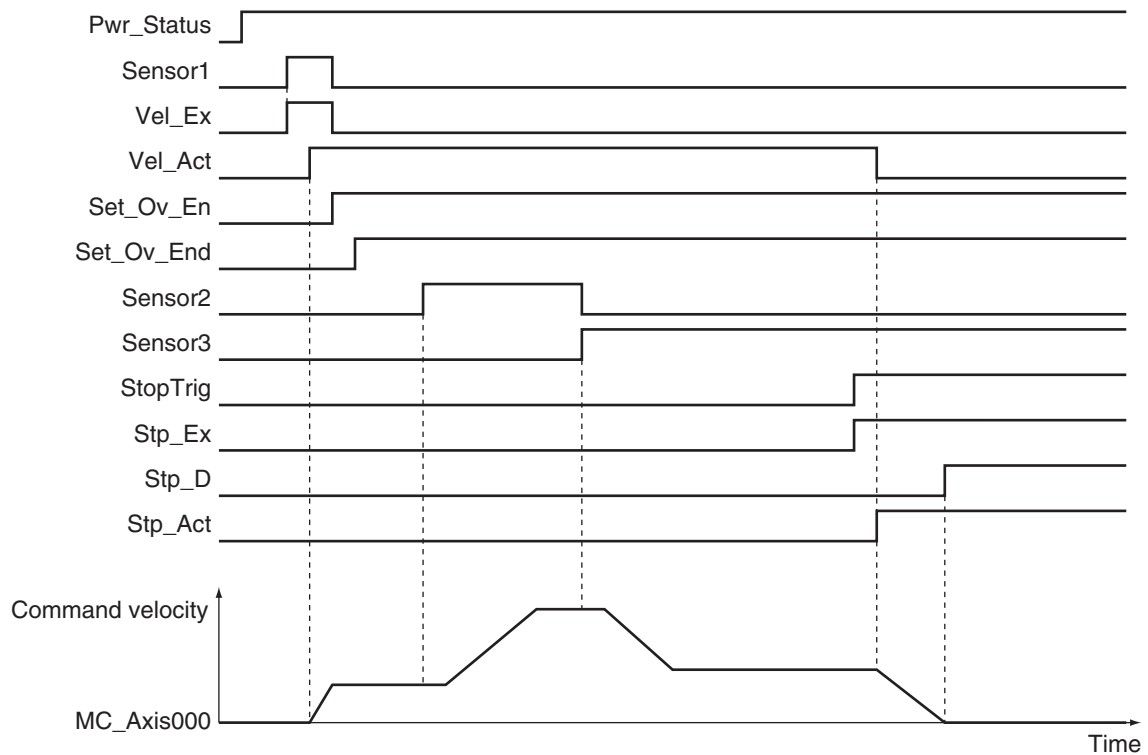 Pwr_Status
Sensor1
Vel_Ex
Vel_Act
Set_Ov_En
Set_Ov_End
Sensor2
Sensor3
StopTrig
Stp_Ex
Stp_D
Stp_Act
Command velocity
MC_Axis000
Time